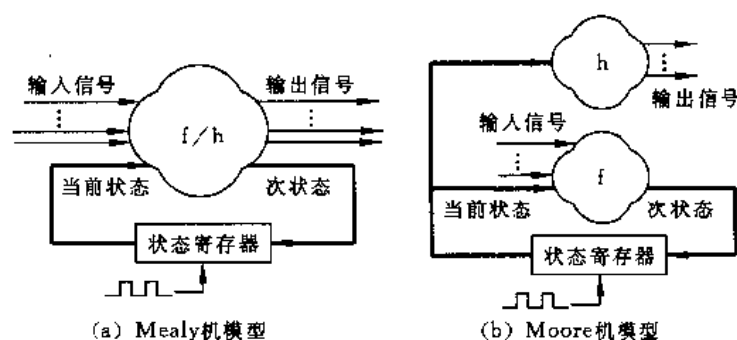 输入信号
输出信号
f/h
当前状态
次状态
状态寄存器
(a) Mealy机模型
h
输出信号
输入信号
f
当前状态
次状态
状态寄存器
(b) Moore机模型